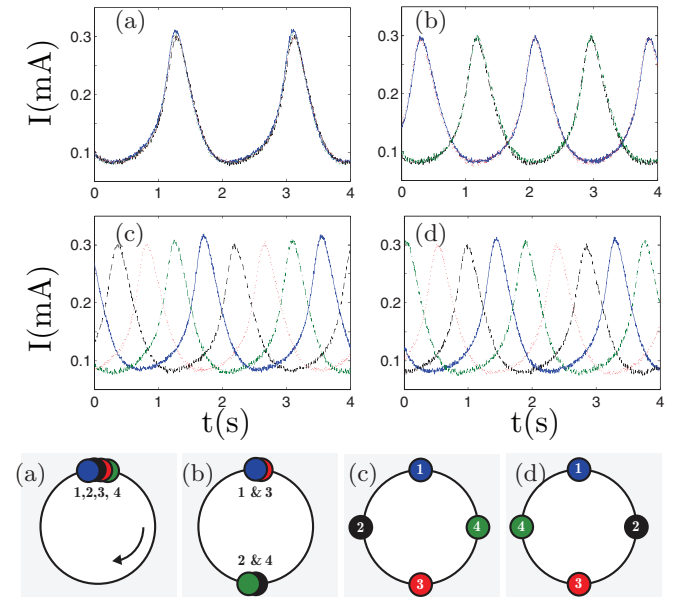 (a) (b)
I(mA) 0.3 0.2 0.1 0.3 0.2 0.1
0 1 2 3 4 0 1 2 3 4
(c) (d)
I(mA) 0.3 0.2 0.1 0.3 0.2 0.1
0 1 2 3 4 0 1 2 3 4
t(s) t(s)
(a) (b) (c) (d)
1,2,3, 4 1 & 3 1 1
2 4 4 2
2 & 4
3 3